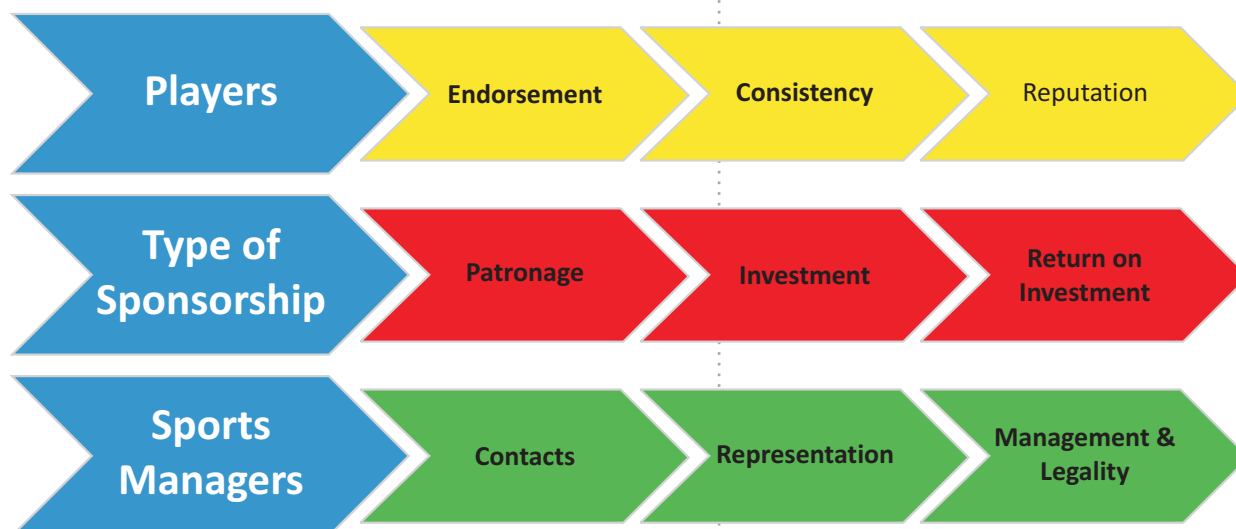 Players
Endorsement
Consistency
Reputation
Type of
Sponsorship
Patronage
Investment
Return on
Investment
Sports
Managers
Contacts
Representation
Management &
Legality